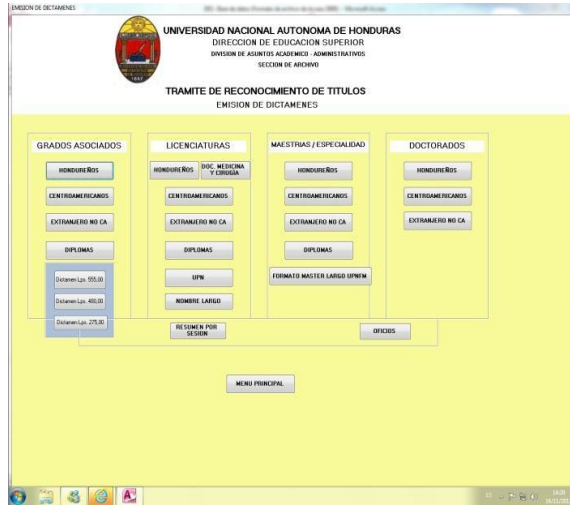 EMISION DE DICTAMENES
UNIVERSIDAD NACIONAL AUTONOMA DE HONDURAS
DIRECCION DE EDUCACION SUPERIOR
DIVISION DE ASUNTOS ACADEMICO - ADMINISTRATIVOS
SECCION DE ARCHIVO
TRAMITE DE RECONOCIMIENTO DE TITULOS
EMISION DE DICTAMENES
GRADOS ASOCIADOS
HONDUREÑOS
CENTROAMERICANOS
EXTRANJERO NO CA
DIPLOMAS
Dictamen Lps. 555,00
Dictamen Lps. 480,00
Dictamen Lps. 275,00
LICENCIATURAS
HONDUREÑOS
DOC. MEDICINA
Y CIRUGÍA
CENTROAMERICANOS
EXTRANJERO NO CA
DIPLOMAS
UPN
NOMBRE LARGO
RESUMEN POR
SESION
MAESTRIAS / ESPECIALIDAD
HONDUREÑOS
CENTROAMERICANOS
EXTRANJERO NO CA
DIPLOMAS
FORMATO MASTER LARGO UPNFM
DOCTORADOS
HONDUREÑOS
CENTROAMERICANOS
EXTRANJERO NO CA
OFICIOS
MENU PRINCIPAL